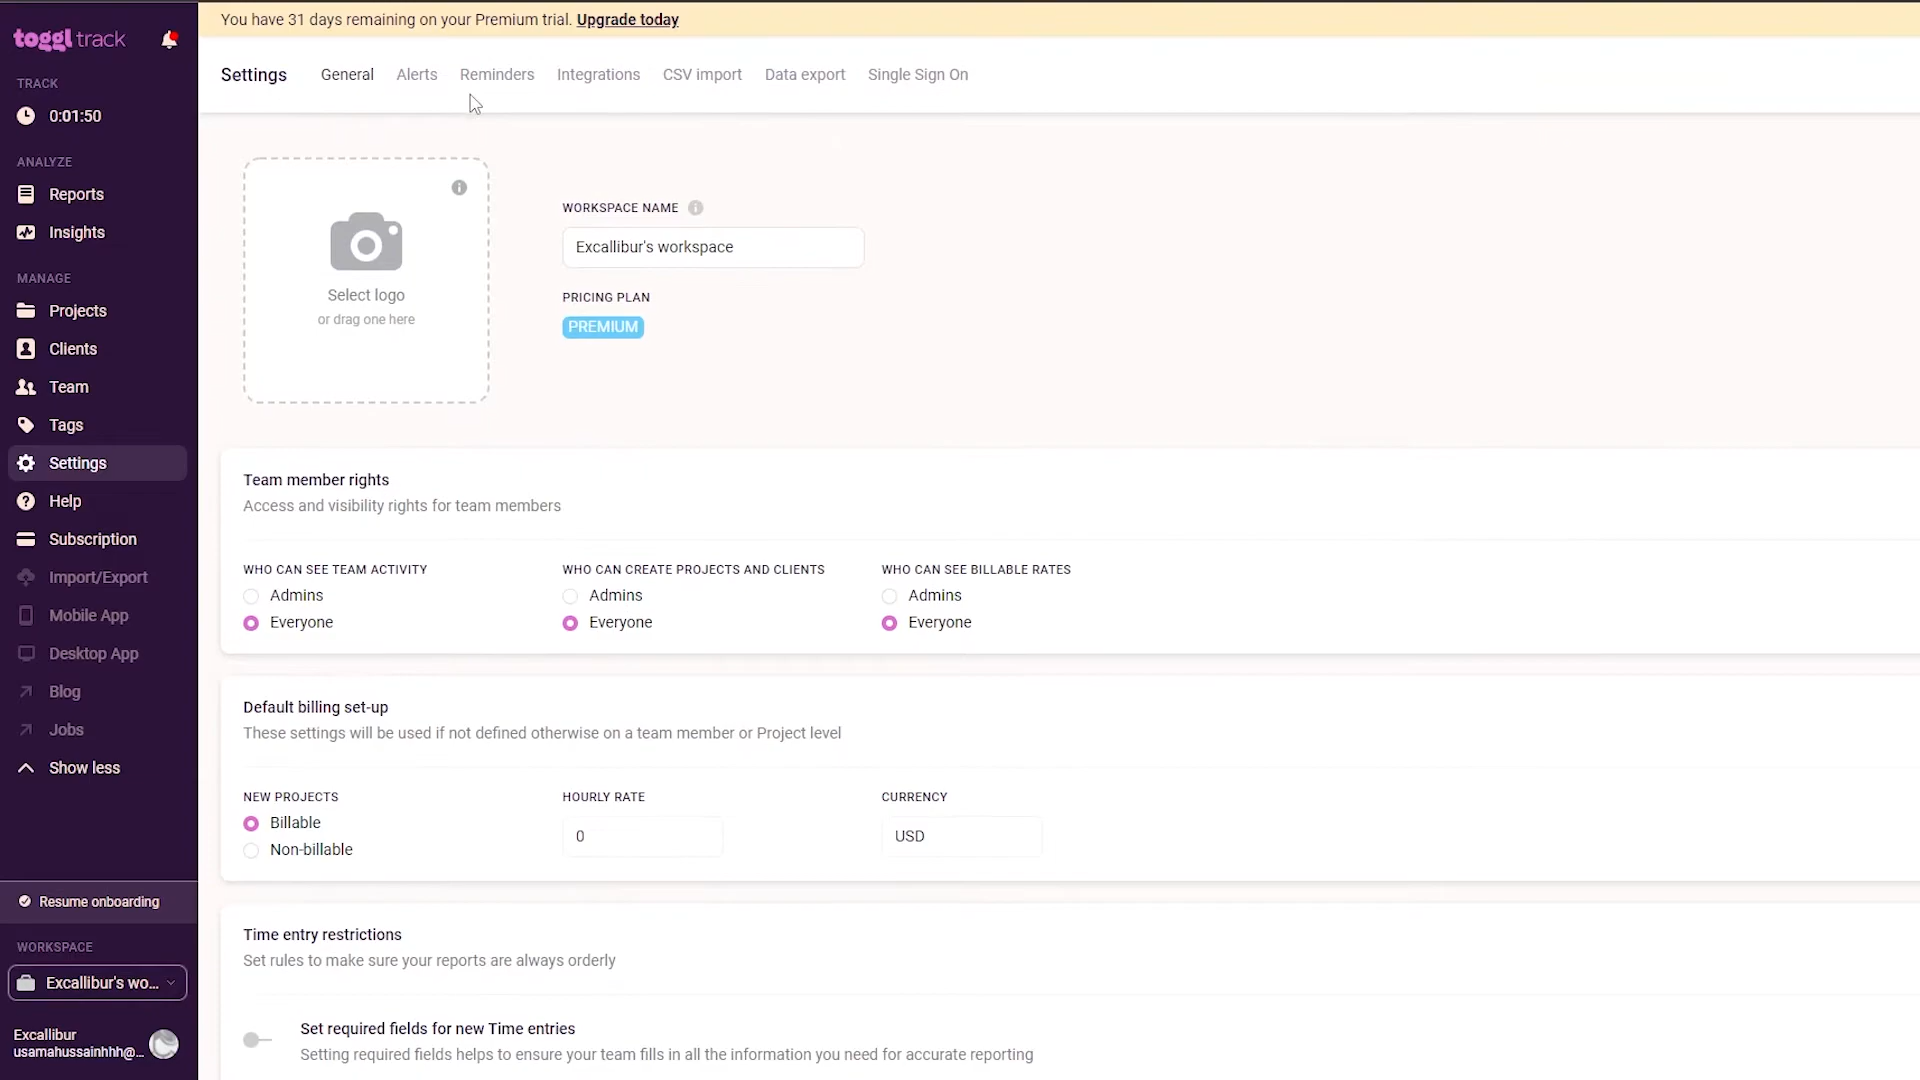 You have 31 days remaining on your Premium trial. Upgrade today
toggl track
TRACK
0:01:50
ANALYZE
Reports
Insights
MANAGE
Projects
Clients
Team
Tags
Settings
Help
Subscription
Import/Export
Mobile App
Desktop App
Blog
Jobs
Show less
Resume onboarding
WORKSPACE
Excallibur's wo...
Excallibur
usamahussainhhh@...
Settings General Alerts Reminders Integrations CSV import Data export Single Sign On
Select logo
or drag one here
WORKSPACE NAME
Excallibur's workspace
PRICING PLAN
PREMIUM
Team member rights
Access and visibility rights for team members
WHO CAN SEE TEAM ACTIVITY
Admins
Everyone
WHO CAN CREATE PROJECTS AND CLIENTS
Admins
Everyone
WHO CAN SEE BILLABLE RATES
Admins
Everyone
Default billing set-up
These settings will be used if not defined otherwise on a team member or Project level
NEW PROJECTS
Billable
Non-billable
HOURLY RATE
0
CURRENCY
USD
Time entry restrictions
Set rules to make sure your reports are always orderly
Set required fields for new Time entries
Setting required fields helps to ensure your team fills in all the information you need for accurate reporting